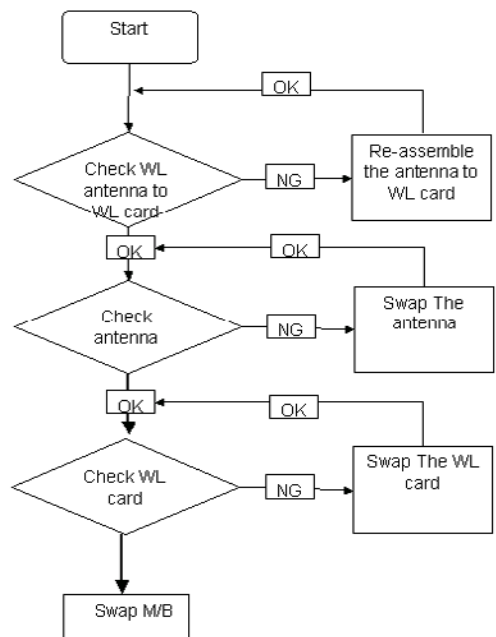 Start
OK
Check WL
antenna to
WL card
NG
Re-assemble
the antenna to
WL card
OK
OK
Check
antenna
NG
Swap The
antenna
OK
OK
Check WL
card
NG
Swap The WL
card
Swap M/B